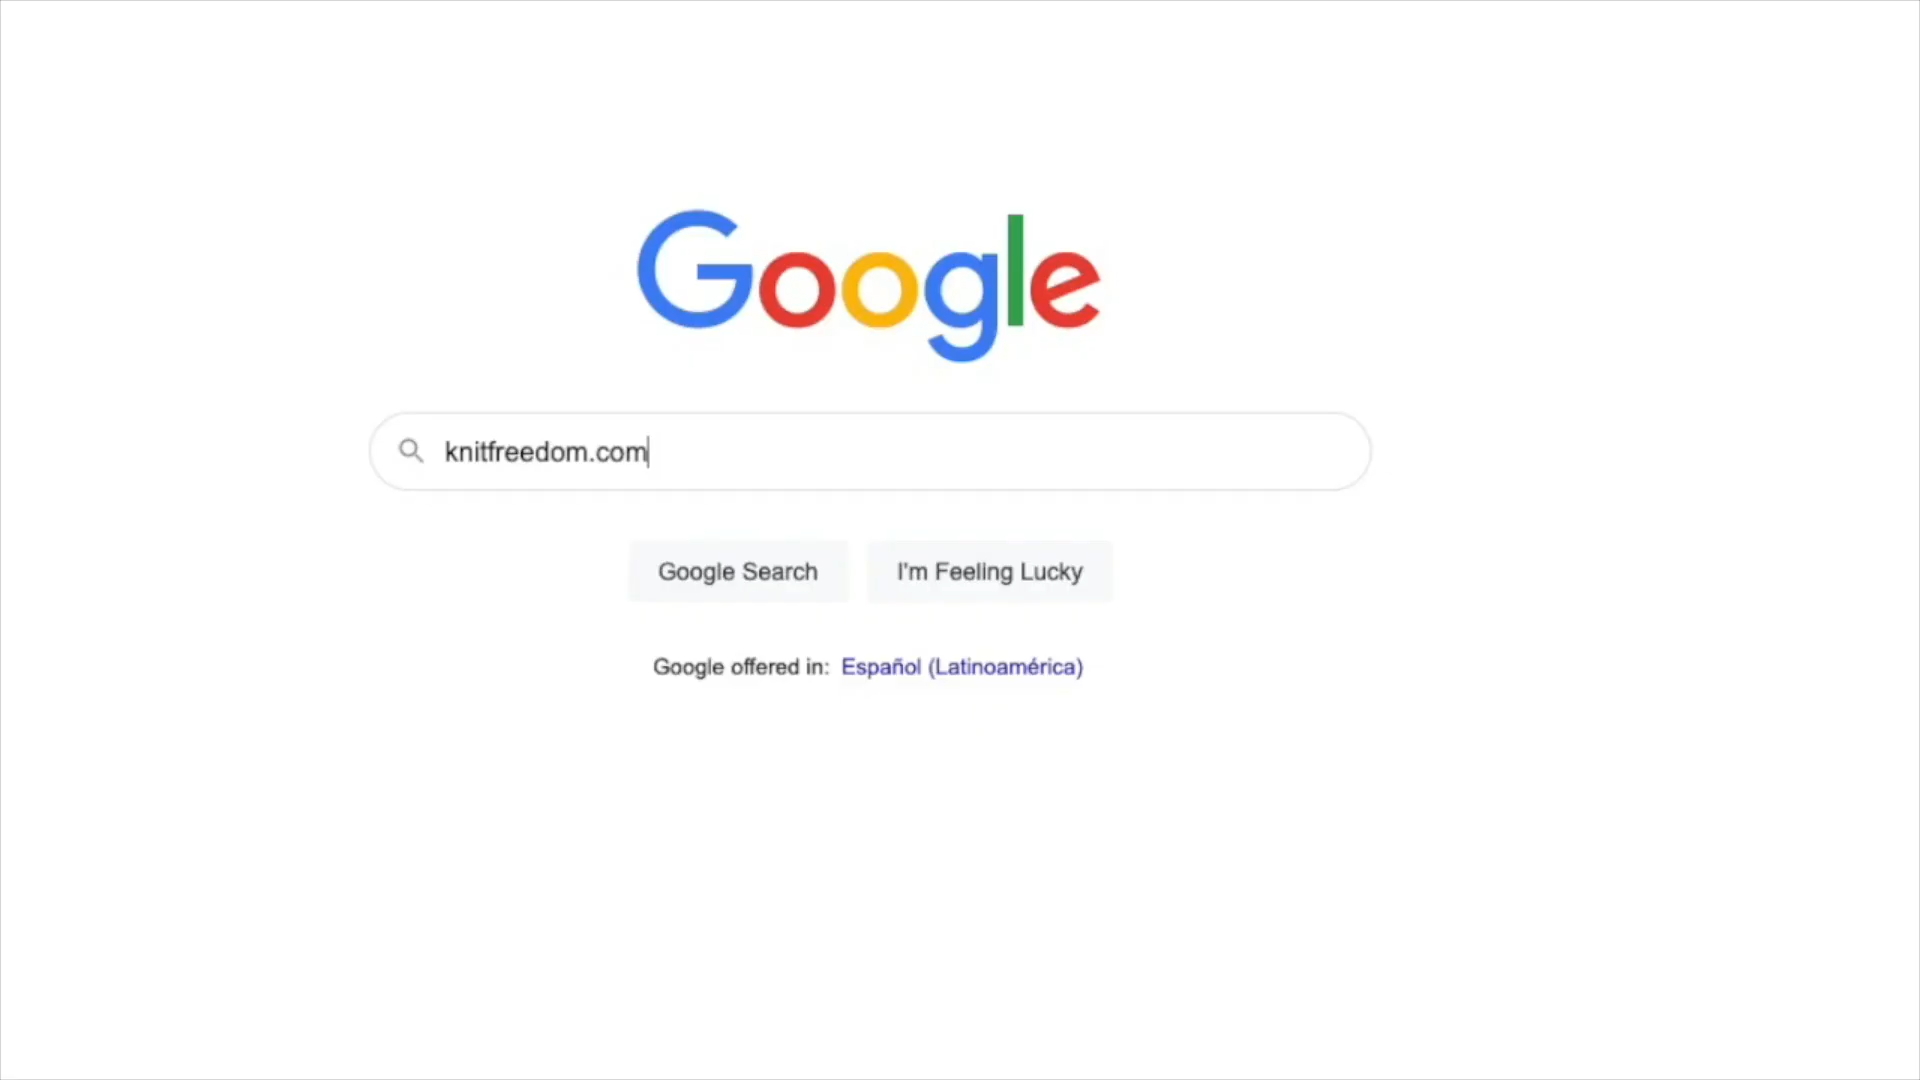 Google
knitfreedom.com
Google Search
I'm Feeling Lucky
Google offered in: Español (Latinoamérica)